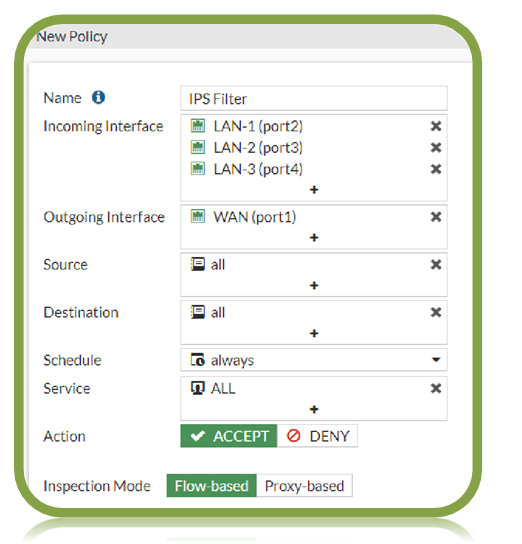 New Policy
Name IPS Filter
Incoming Interface LAN-1 (port2)
LAN-2 (port3)
LAN-3 (port4)
+
Outgoing Interface WAN (port1)
+
Source all
+
Destination all
+
Schedule always
Service ALL
+
Action ACCEPT DENY
Inspection Mode Flow-based Proxy-based